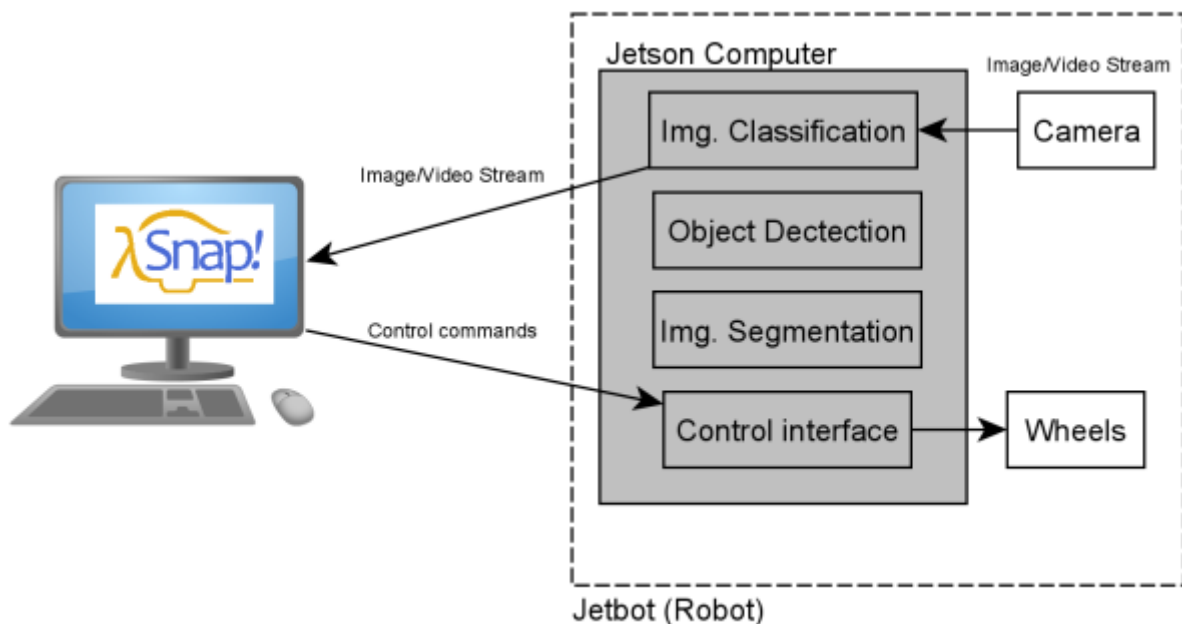 Jetson Computer
Image/Video Stream
Img. Classification
Camera
Image/Video Stream
λSnap!
Object Dectection
Control commands
Img. Segmentation
Control interface
Wheels
Jetbot (Robot)